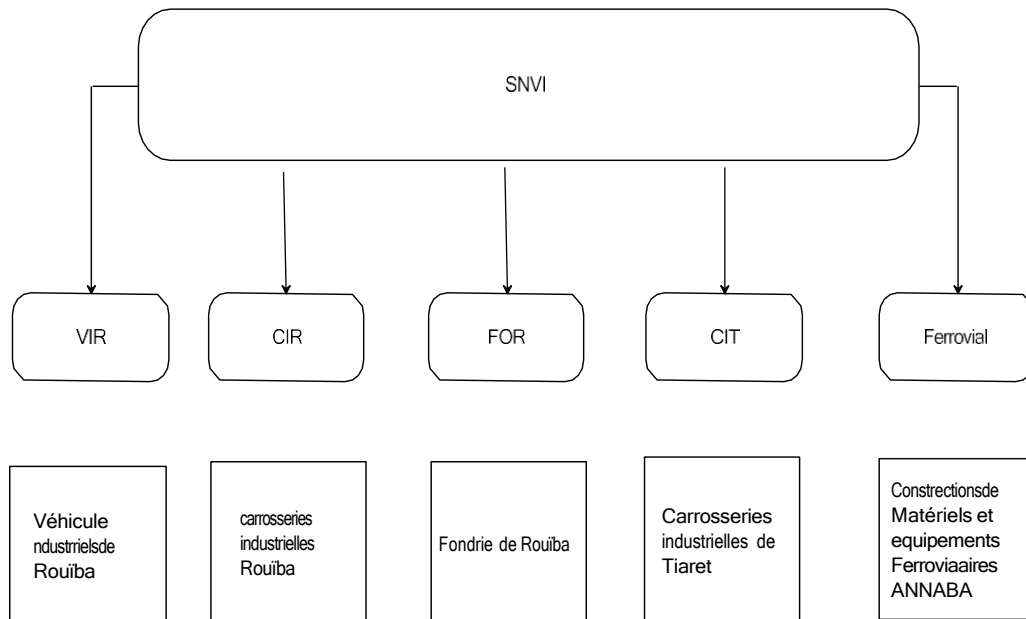 SNVI
VIR
CIR
FOR
CIT
Ferrovial
Véhicule
ndustrrielsde
Rouïba
carrosseries
industrielles
Rouïba
Fondrie de Rouïba
Carrosseries
industrielles de
Tiaret
Constrectionsde
Matériels et
equipements
Ferroviaaires
ANNABA